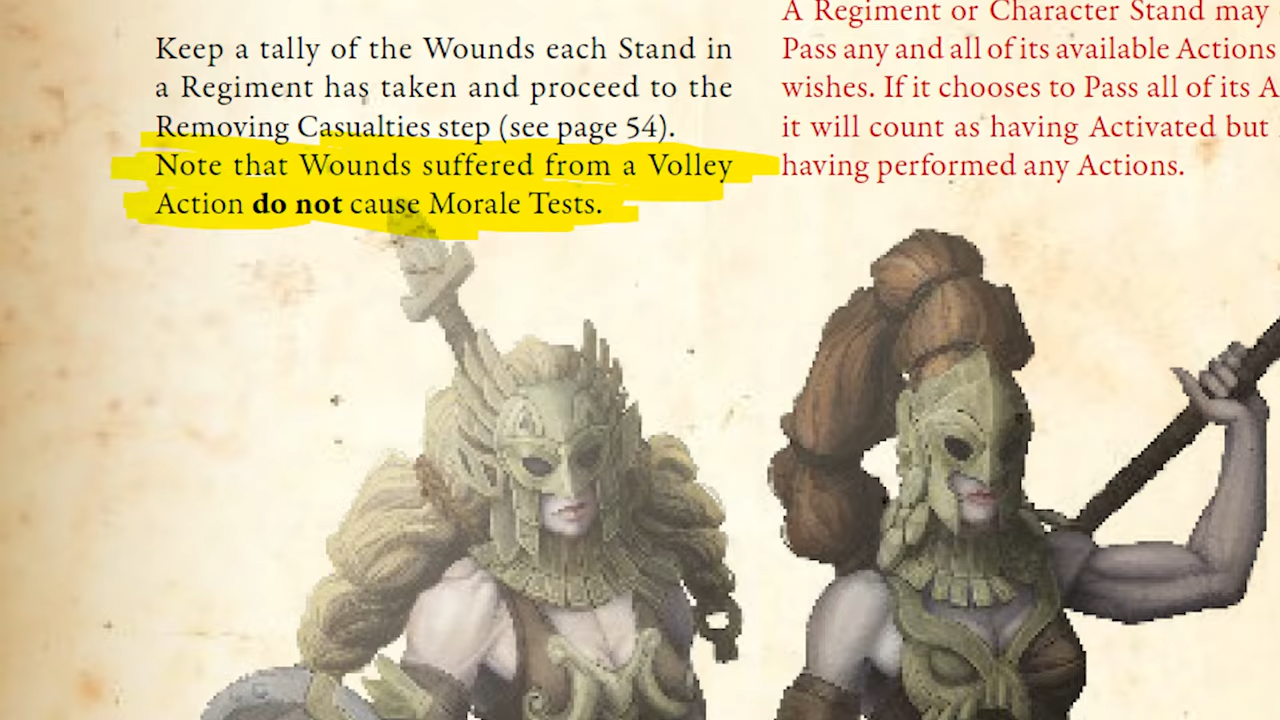 Keep a tally of the Wounds each Stand in
a Regiment has taken and proceed to the
Removing Casualties step (see page 54).
Note that Wounds suffered from a Volley
Action do not cause Morale Tests.
A Regiment or Character Stand may
Pass any and all of its available Actions
wishes. If it chooses to Pass all of its A
it will count as having Activated but
having performed any Actions.